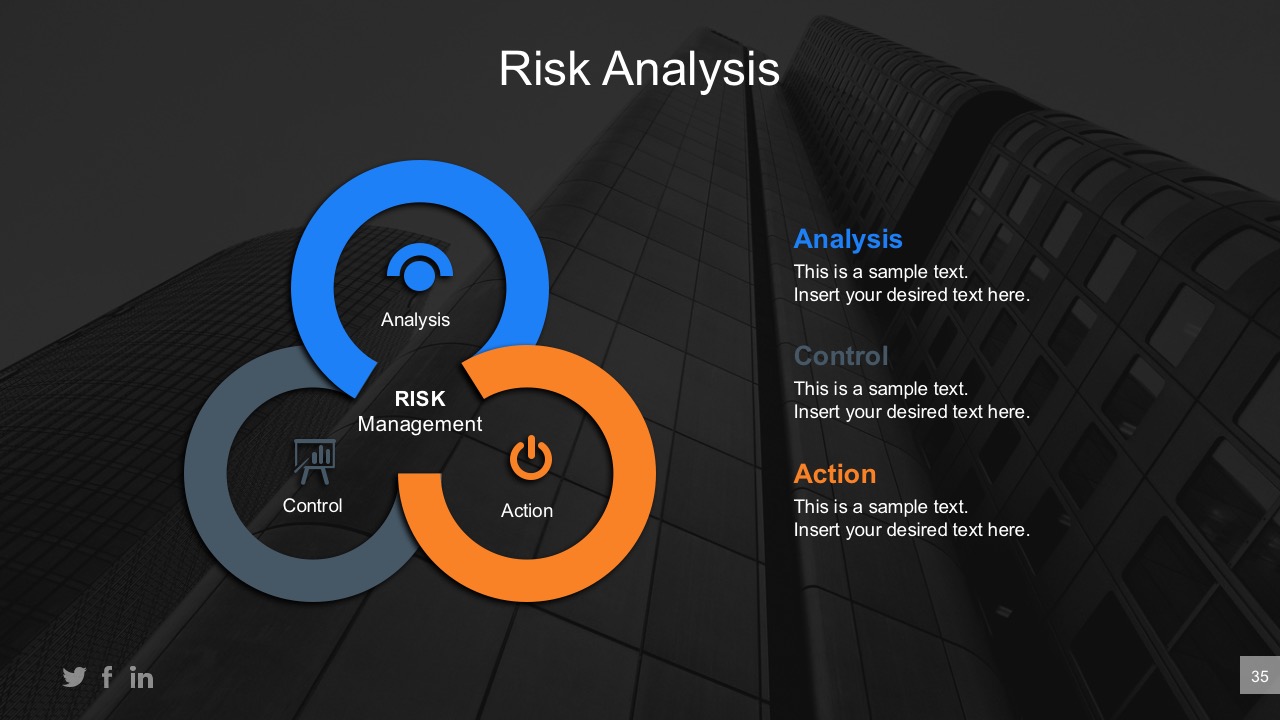 Risk Analysis
Analysis
RISK
Management
Control
Action
Analysis
This is a sample text.
Insert your desired text here.
Control
This is a sample text.
Insert your desired text here.
Action
This is a sample text.
Insert your desired text here.
35